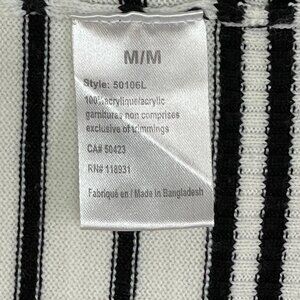 M/M
Style: 50106L
100% acrylique/acrylic
garnitures non comprises
exclusive of trimmings
CA# 50423
RN# 118931
Fabriqué en / Made in Bangladesh